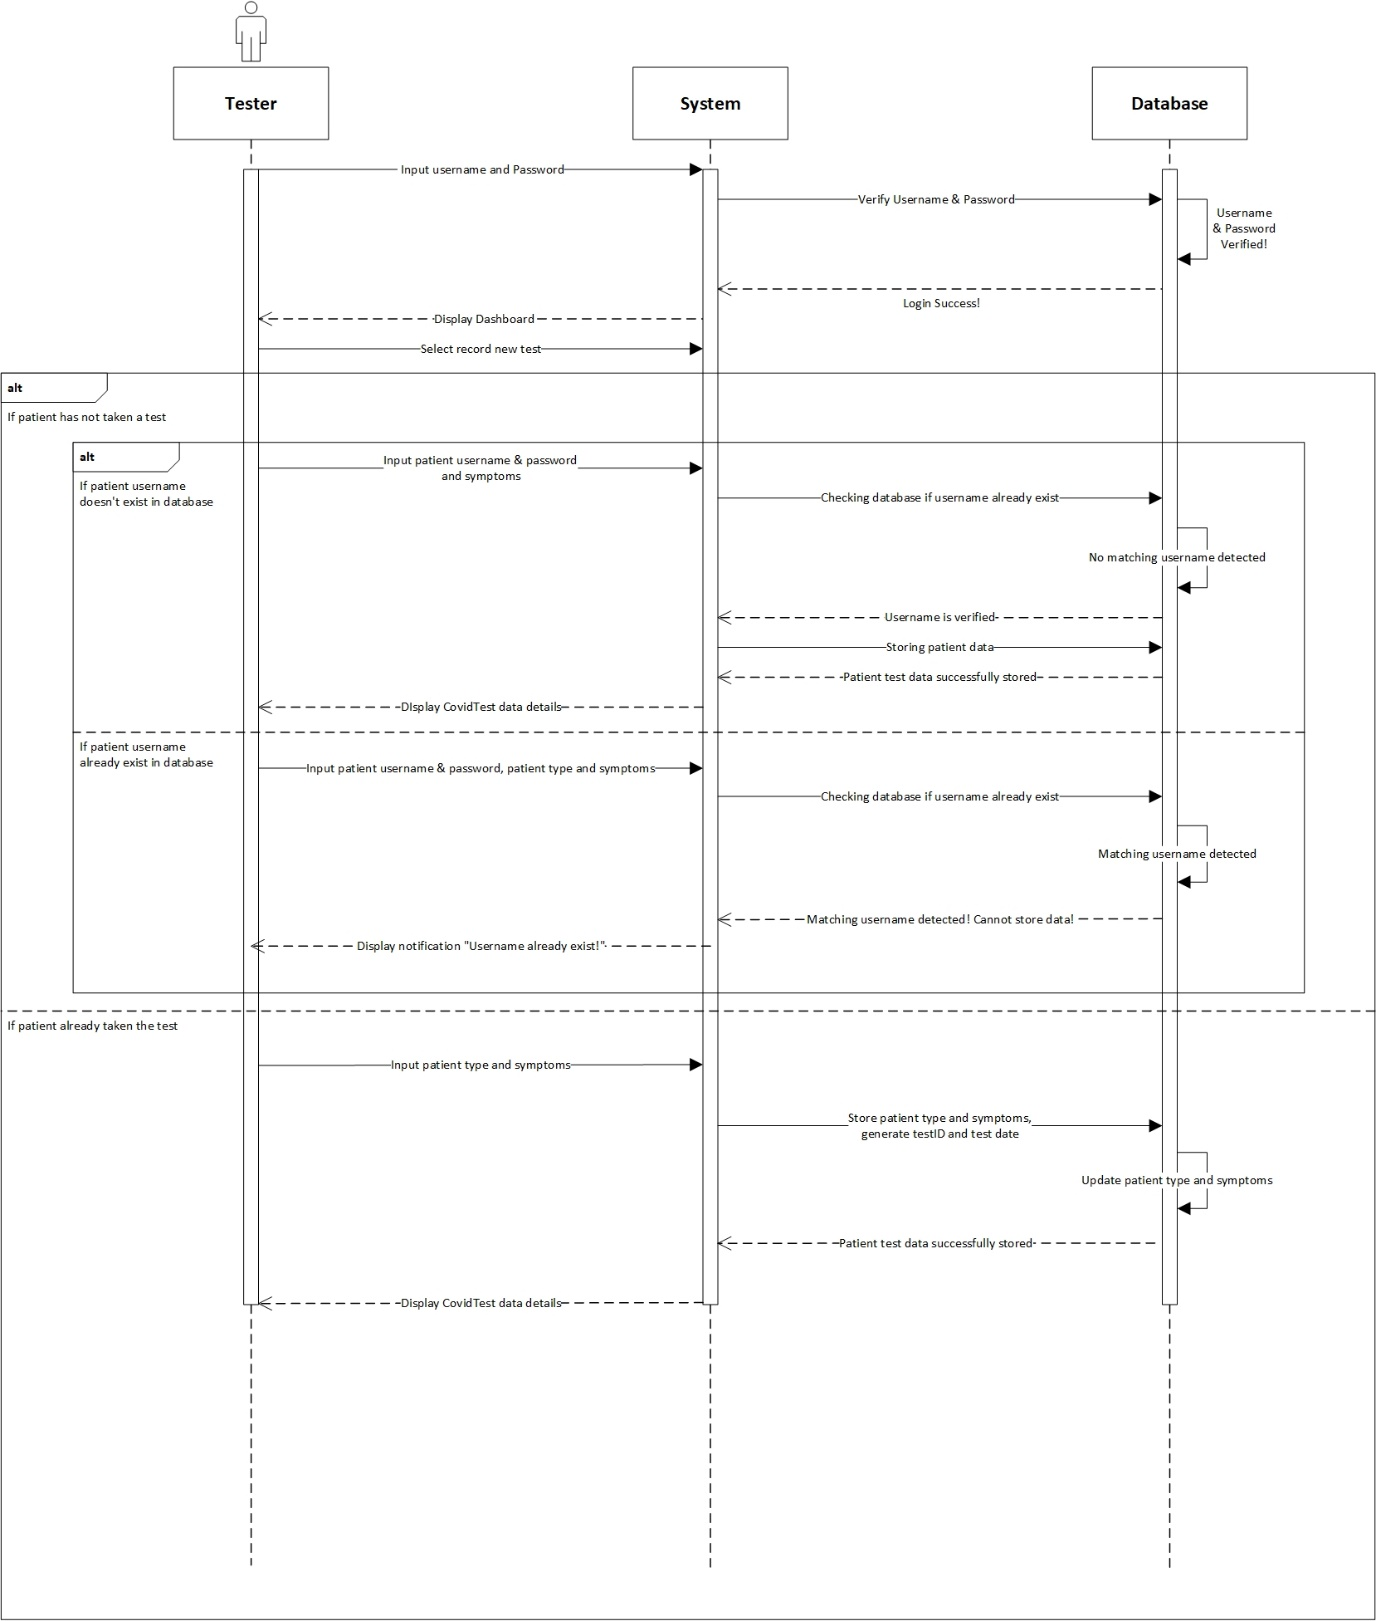 Tester
System
Database
Input username and Password
Verify Username & Password
Username
& Password
Verified!
Login Success!
Display Dashboard
Select record new test
alt
If patient has not taken a test
alt
If patient username
doesn't exist in database
Input patient username & password
and symptoms
Checking database if username already exist
No matching username detected
Username is verified
Storing patient data
Patient test data successfully stored
DIsplay CovidTest data details
If patient username
already exist in database
Input patient username & password, patient type and symptoms
Checking database if username already exist
Matching username detected
Matching username detected! Cannot store data!
Display notification "Username already exist!"
If patient already taken the test
Input patient type and symptoms
Store patient type and symptoms,
generate testID and test date
Update patient type and symptoms
Patient test data successfully stored
Display CovidTest data details